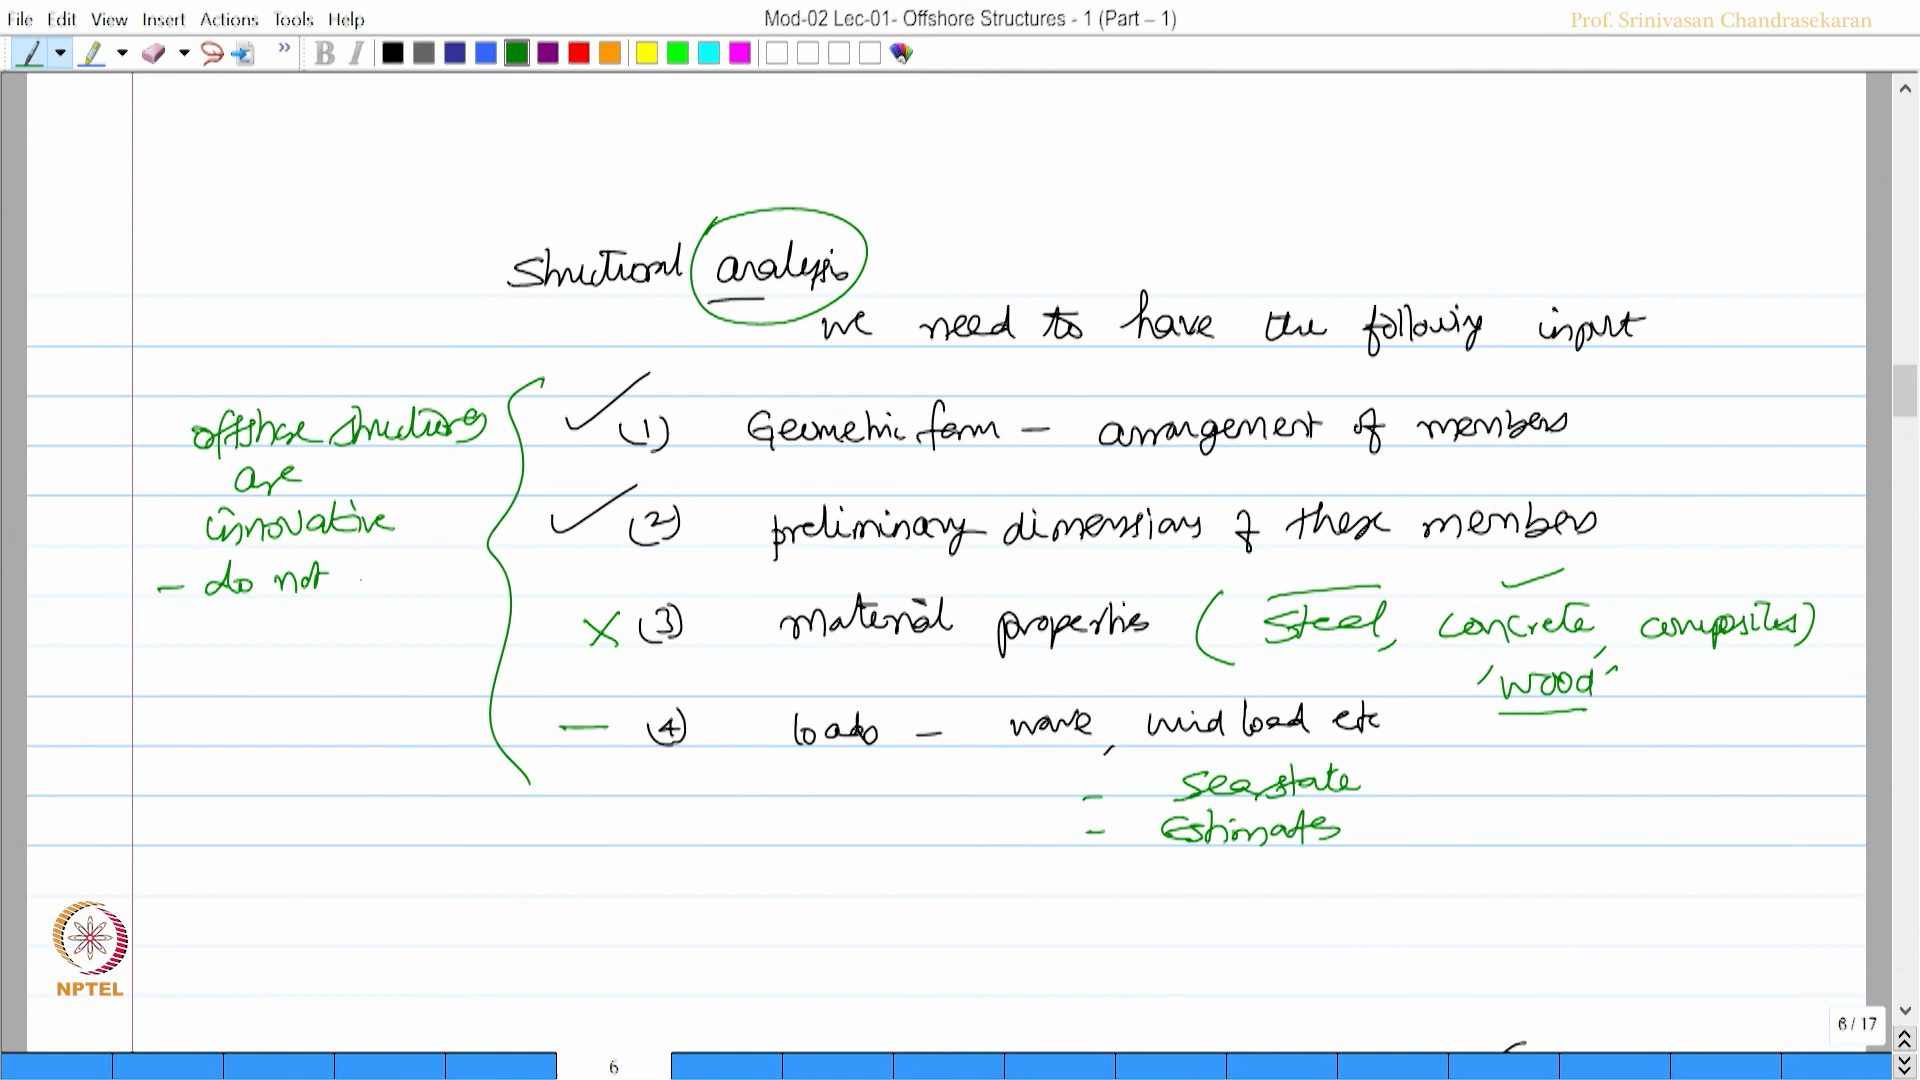 File Edit View Insert Actions Tools Help
Mod-02 Lec-01- Offshore Structures - 1 (Part – 1)
Prof. Srinivasan Chandrasekaran
B I
Structural analysis
we need to have the following input
offshore structures
are
innovative
- do not
(1) Geometric form - arrangement of members
(2) preliminary dimensions of these members
X (3) material properties (Steel, concrete, composites)
'wood'
- (4) loads - wave, wind load etc
- Sea state
- Estimates
NPTEL
6 / 17
6